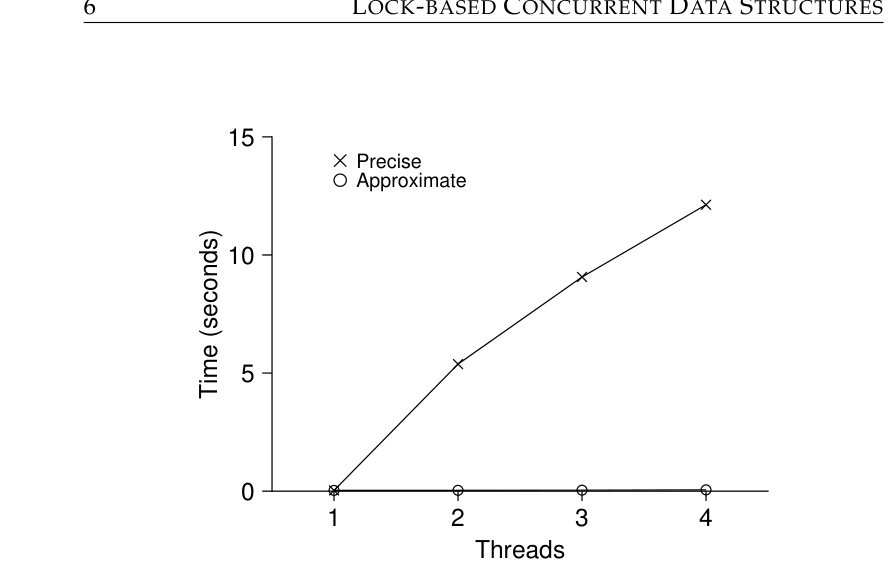 6 LOCK-BASED CONCURRENT DATA STRUCTURES
15
× Precise
○ Approximate
10
Time (seconds)
5
0
1 2 3 4
Threads